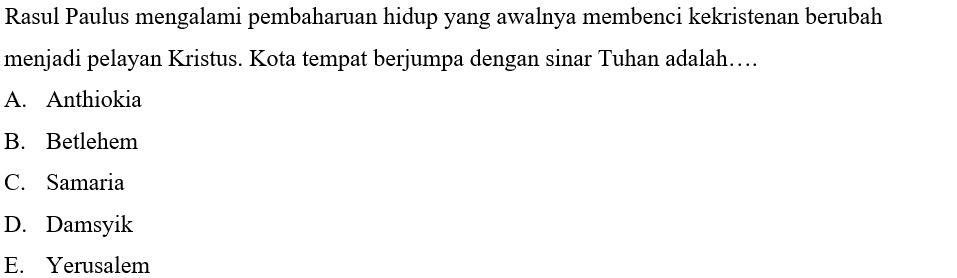 Rasul Paulus mengalami pembaharuan hidup yang awalnya membenci kekristenan berubah
menjadi pelayan Kristus. Kota tempat berjumpa dengan sinar Tuhan adalah….
A. Anthiokia
B. Betlehem
C. Samaria
D. Damsyik
E. Yerusalem